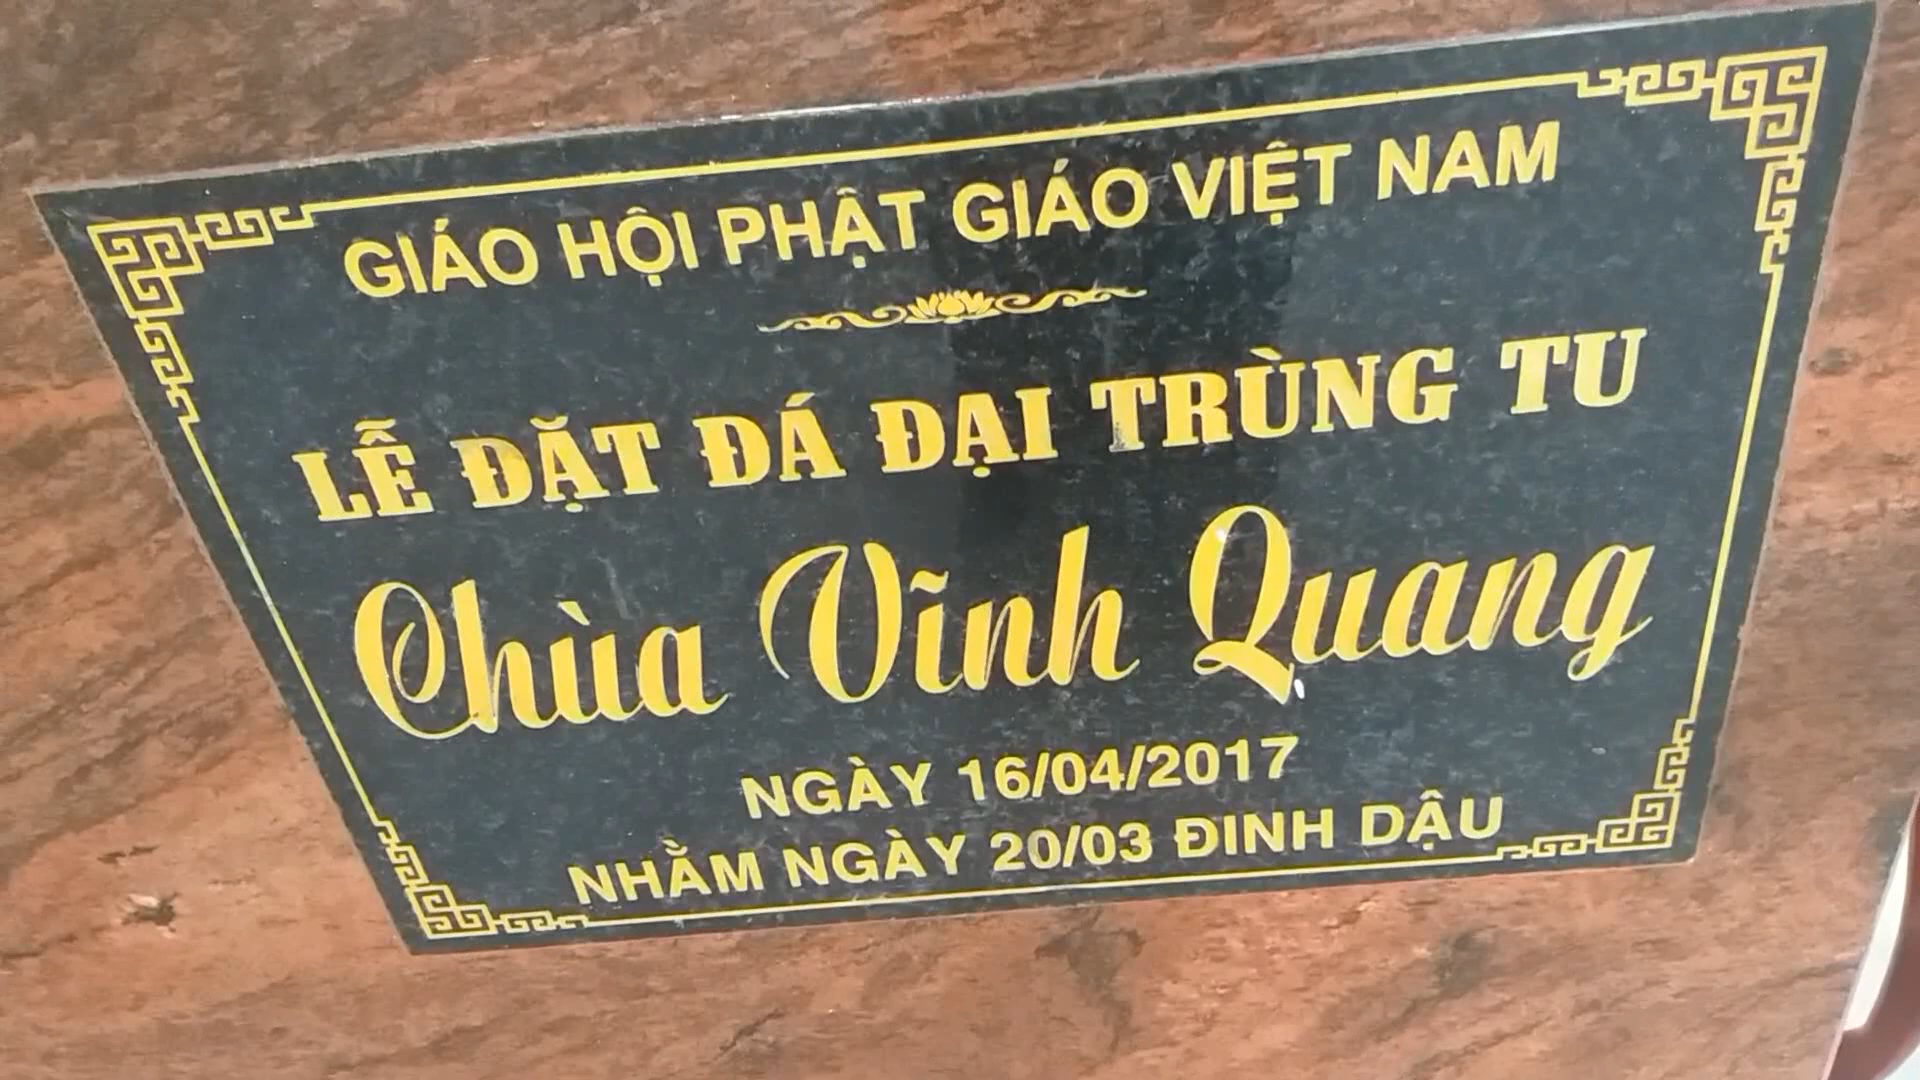 GIÁO HỘI PHẬT GIÁO VIỆT NAM
LỄ ĐẶT ĐÁ ĐẠI TRÙNG TU
Chùa Vĩnh Quang
NGÀY 16/04/2017
NHẰM NGÀY 20/03 ĐINH DẬU